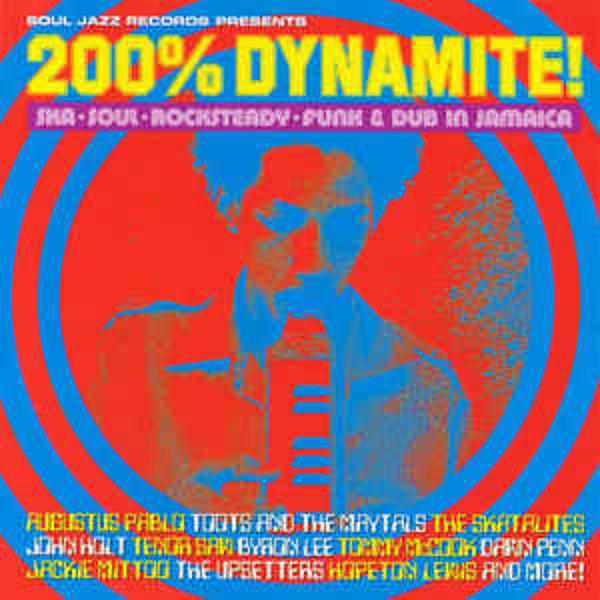 SOUL JAZZ RECORDS PRESENTS
200% DYNAMITE!
SKA·SOUL·ROCKSTEADY·FUNK & DUB IN JAMAICA
AUGUSTUS PABLO TOOTS AND THE MAYTALS THE SKATALITES
JOHN HOLT TENOR SAW BYRON LEE TOMMY McCOOK DAWN PENN
JACKIE MITTOO THE UPSETTERS HOPETON LEWIS AND MORE!